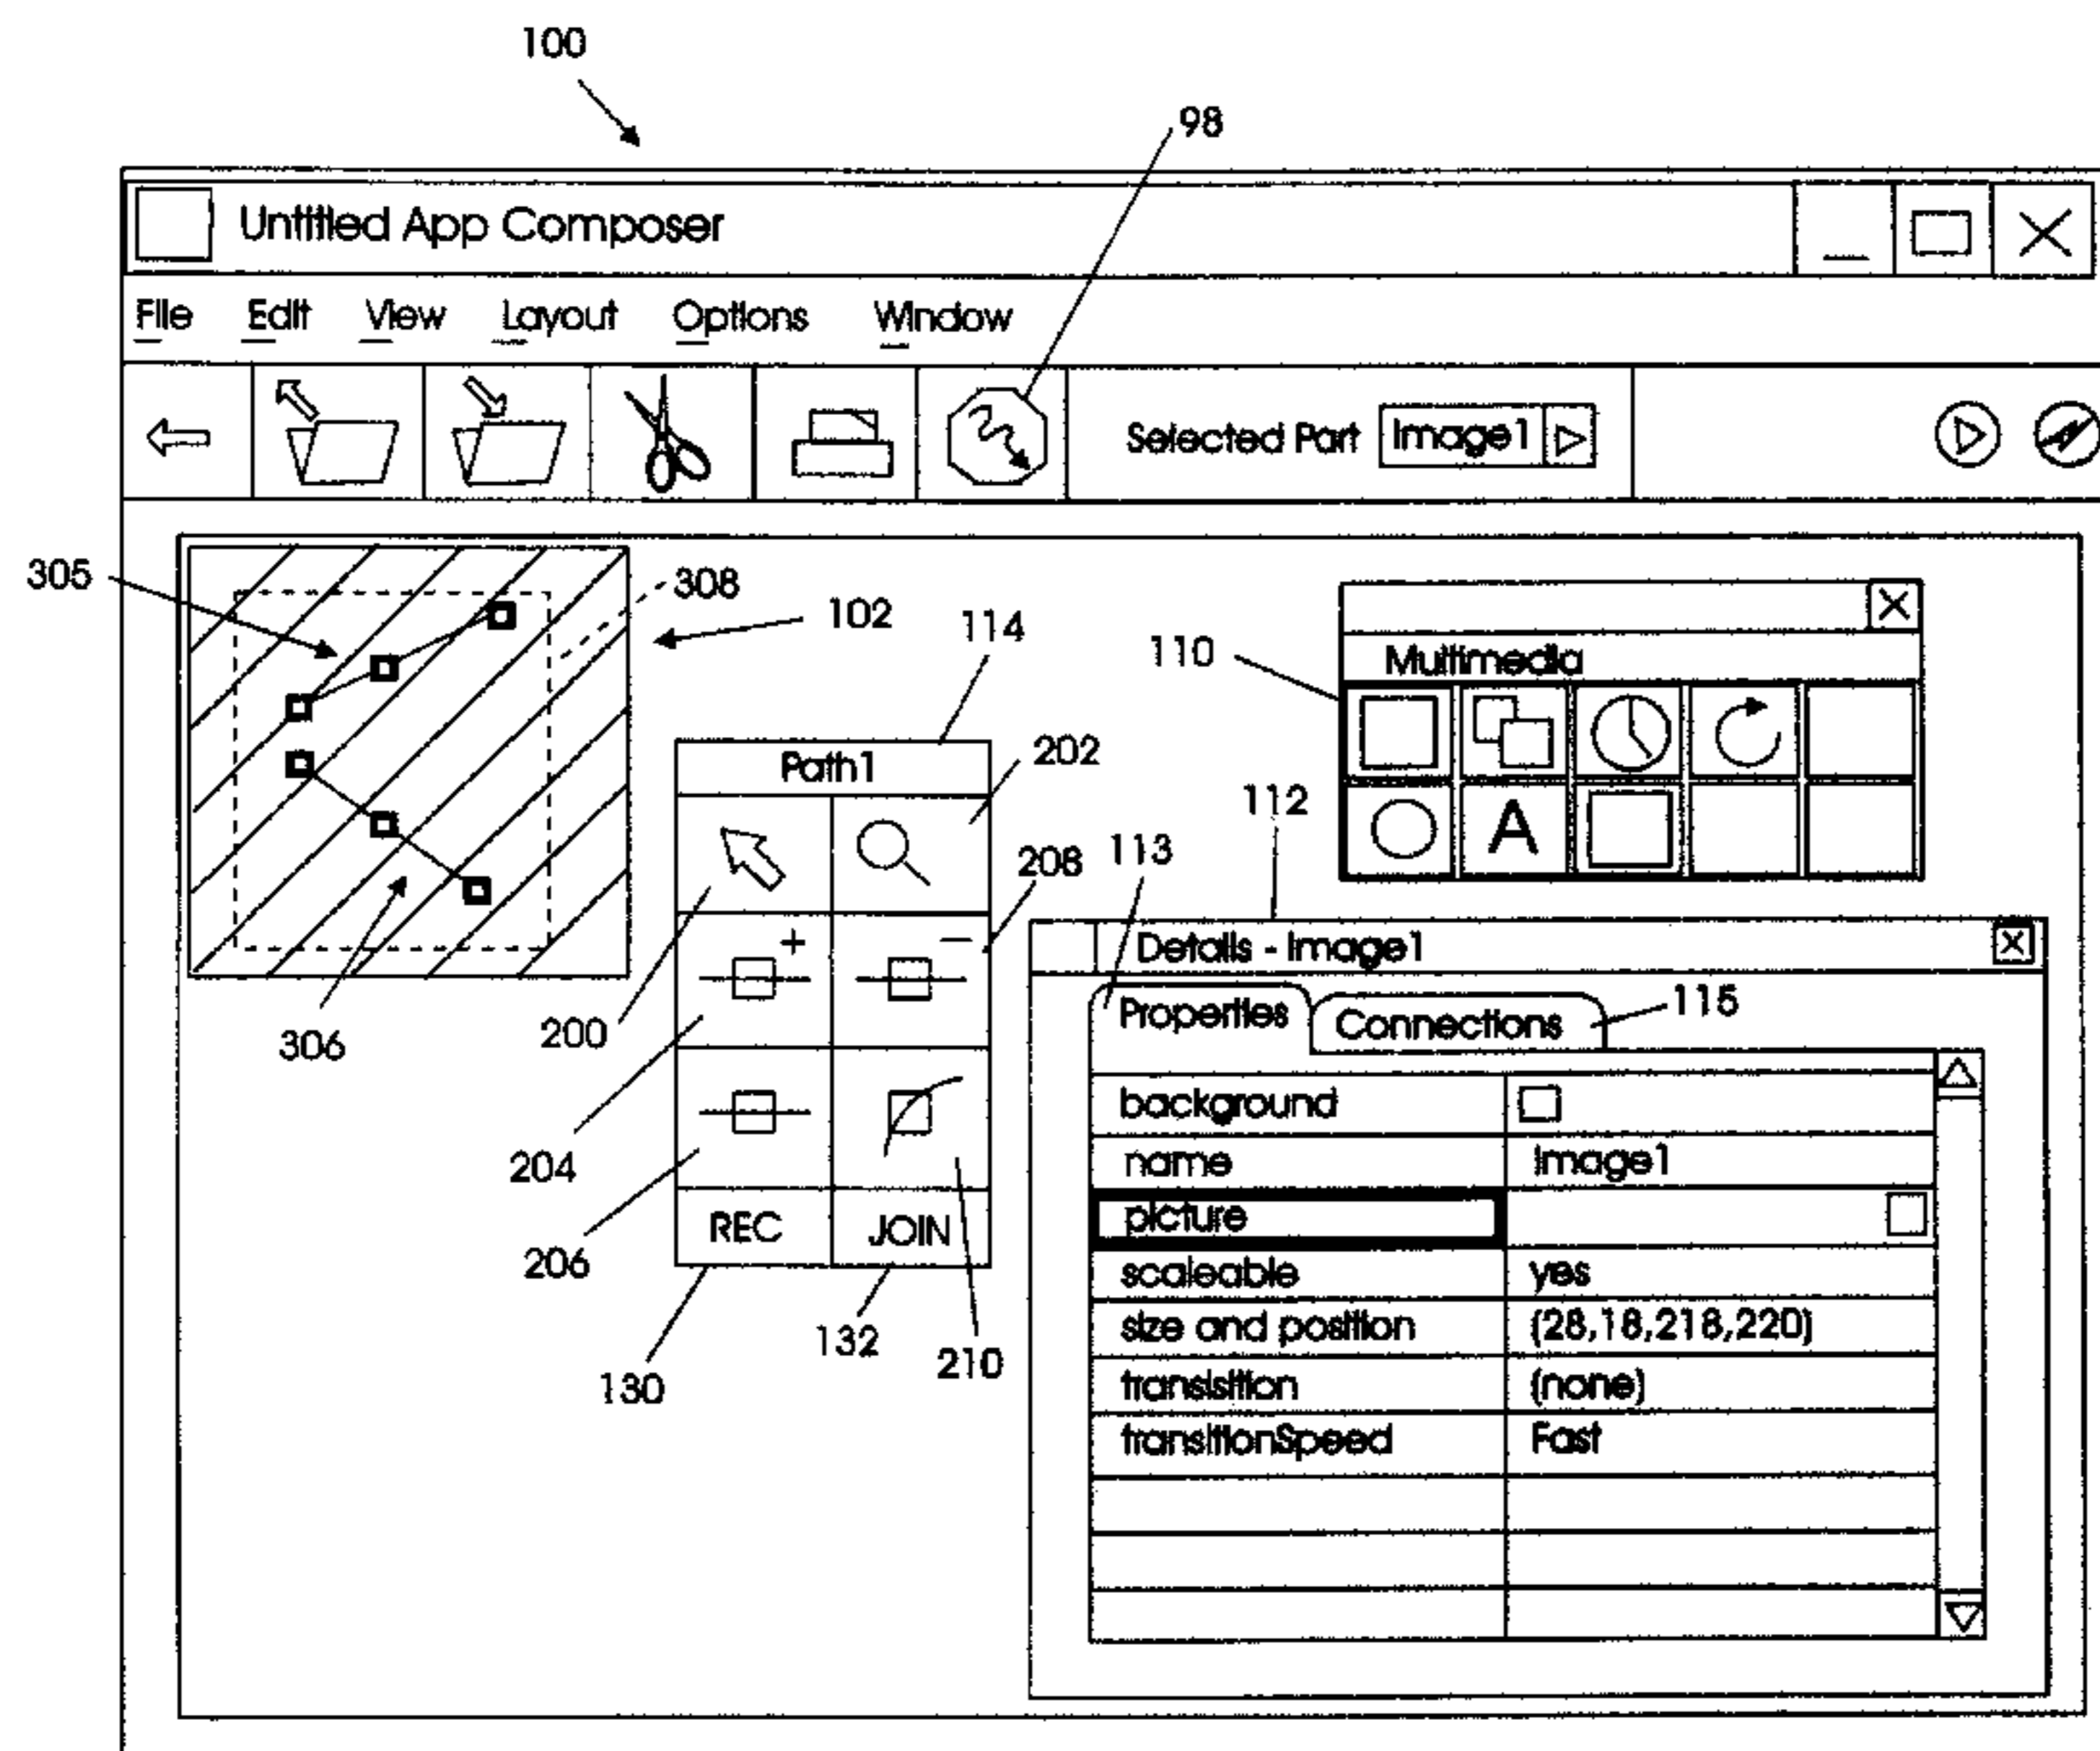 100
98
Untitled App Composer
File Edit View Layout Options Window
Selected Part Image1
305
308
102
114
110
Multimedia
A
Path1
202
112
208
113
Details - Image1
200
306
204
206
Properties
Connections
115
background
name Image1
picture
scaleable yes
size and position (28,18,218,220)
transisition (none)
transitionSpeed Fast
REC JOIN
130
132
210